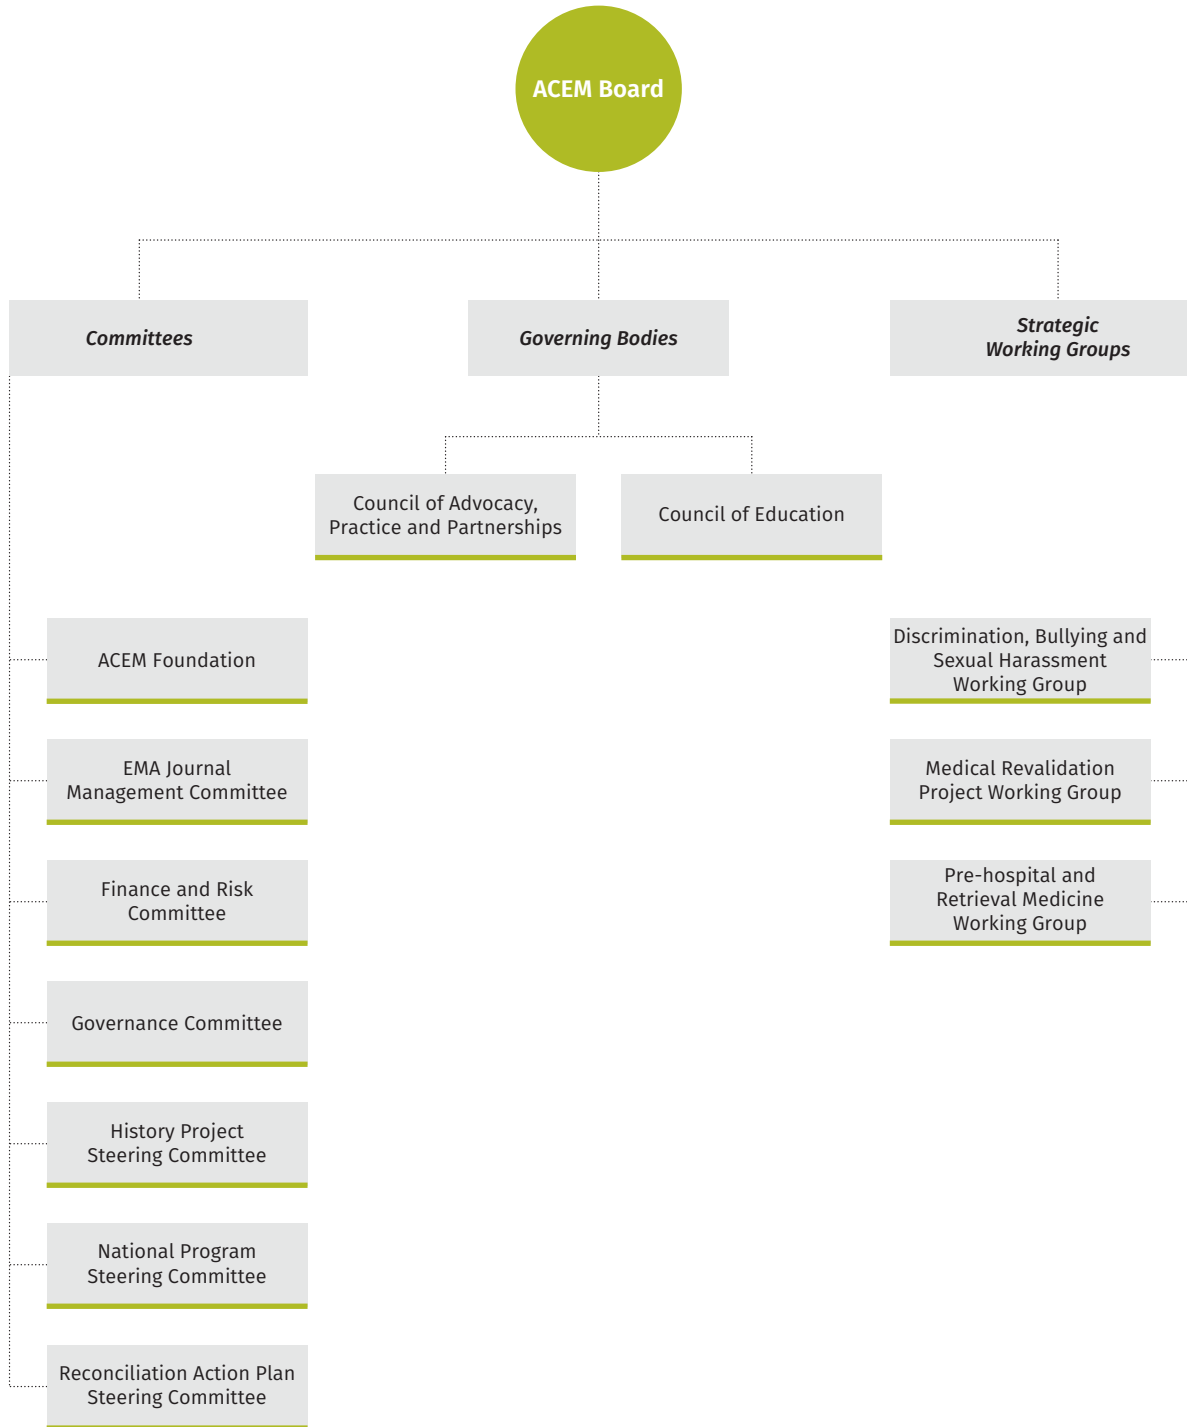 ACEM Board
Committees
Governing Bodies
Strategic
Working Groups
Council of Advocacy,
Practice and Partnerships
Council of Education
ACEM Foundation
EMA Journal
Management Committee
Finance and Risk
Committee
Governance Committee
History Project
Steering Committee
National Program
Steering Committee
Reconciliation Action Plan
Steering Committee
Discrimination, Bullying and
Sexual Harassment
Working Group
Medical Revalidation
Project Working Group
Pre-hospital and
Retrieval Medicine
Working Group